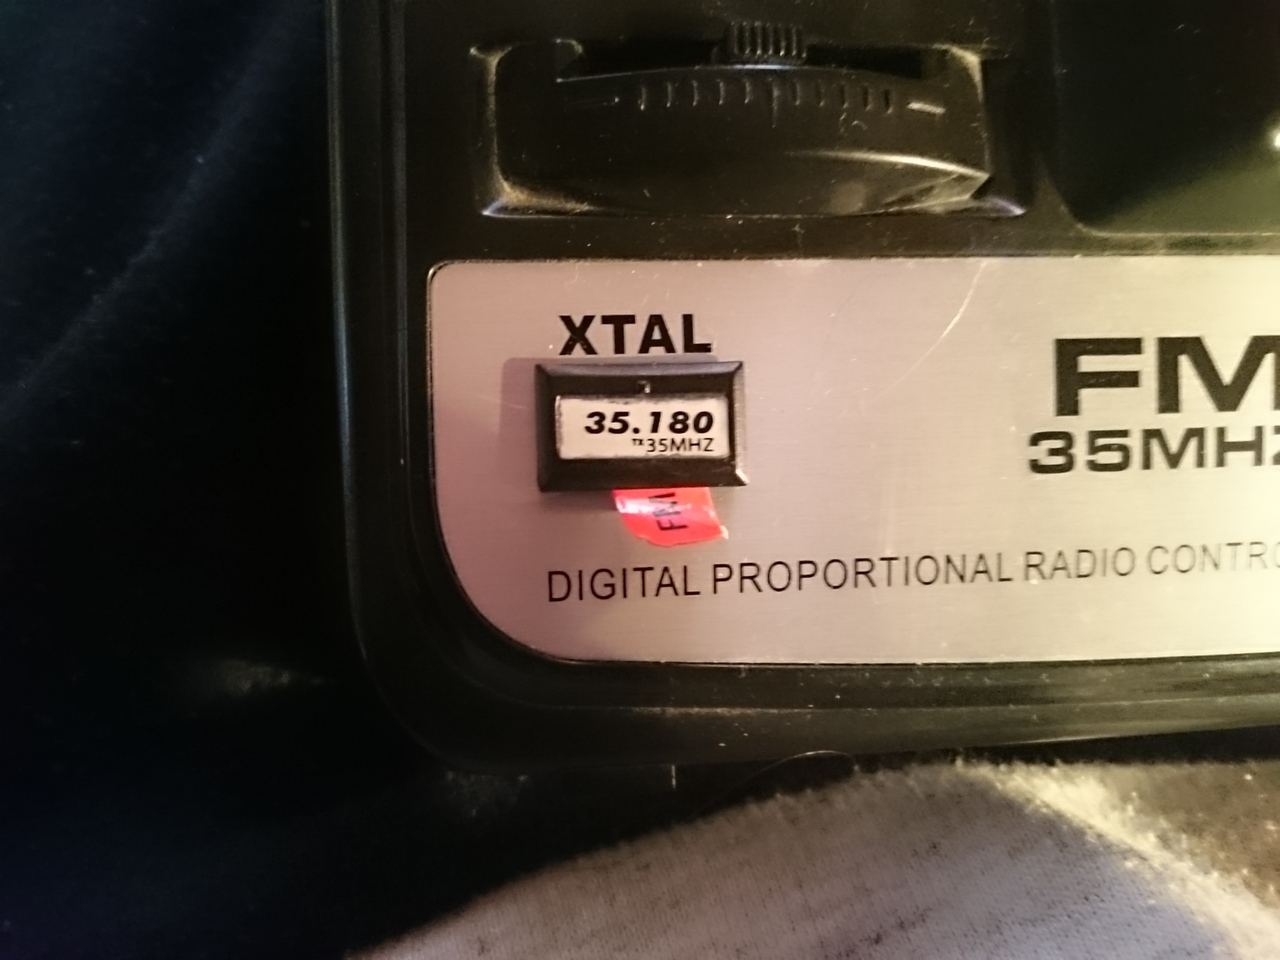 XTAL
35.180
TX 35MHZ
FM
FM
35MHZ
DIGITAL PROPORTIONAL RADIO CONTRO